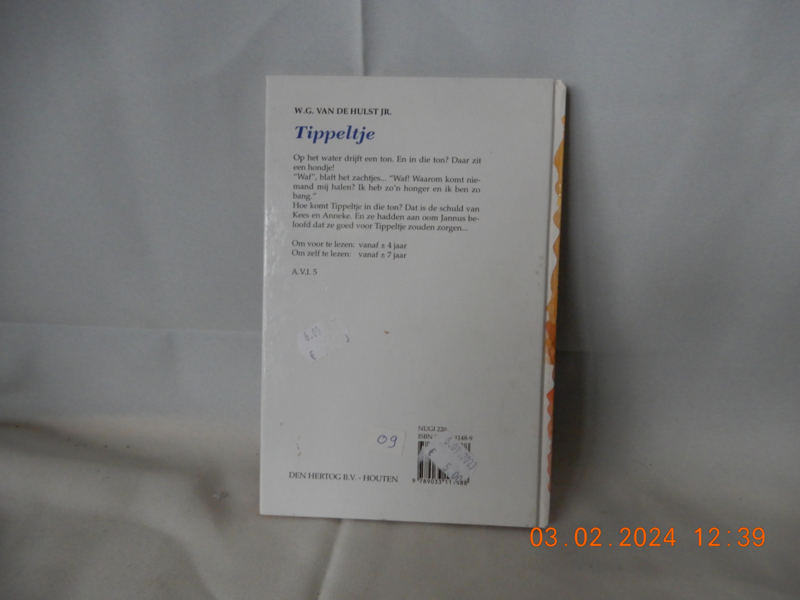 W.G. VAN DE HULST JR.
Tippeltje
Op het water drijft een ton. En in die ton? Daar zit
een hondje!
"Waf", blaft het zachtjes... "Waf! Waarom komt nie-
mand mij halen? Ik heb zo'n honger en ik ben zo
bang."
Hoe komt Tippeltje in die ton? Dat is de schuld van
Kees en Anneke. En ze hadden aan oom Jannus be-
loofd dat ze goed voor Tippeltje zouden zorgen...
Om voor te lezen: vanaf ± 4 jaar
Om zelf te lezen: vanaf ± 7 jaar
A.V.I. 5
€
09
NUGI 220
ISBN
€ 5.00
DEN HERTOG B.V. - HOUTEN
03.02.2024 12:39